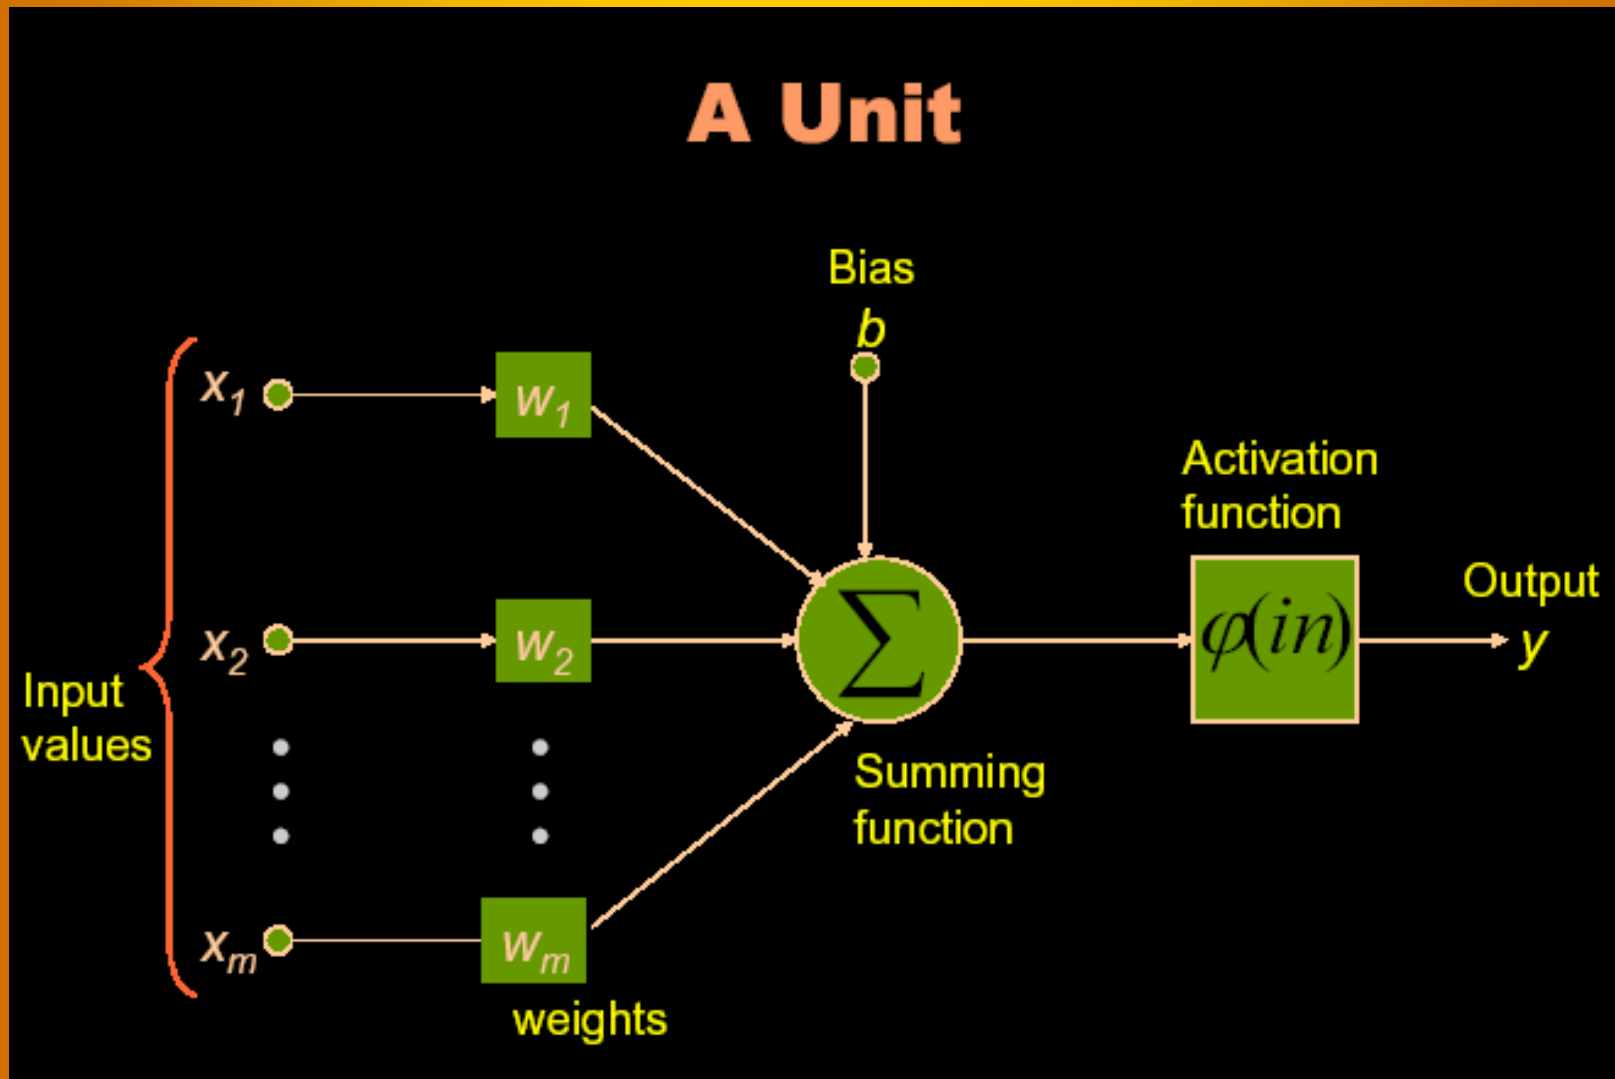 A Unit
Bias
b
x1
w1
Activation
function
Output
x2
w2
∑
φ(in)
y
Input
values
Summing
function
xm
wm
weights